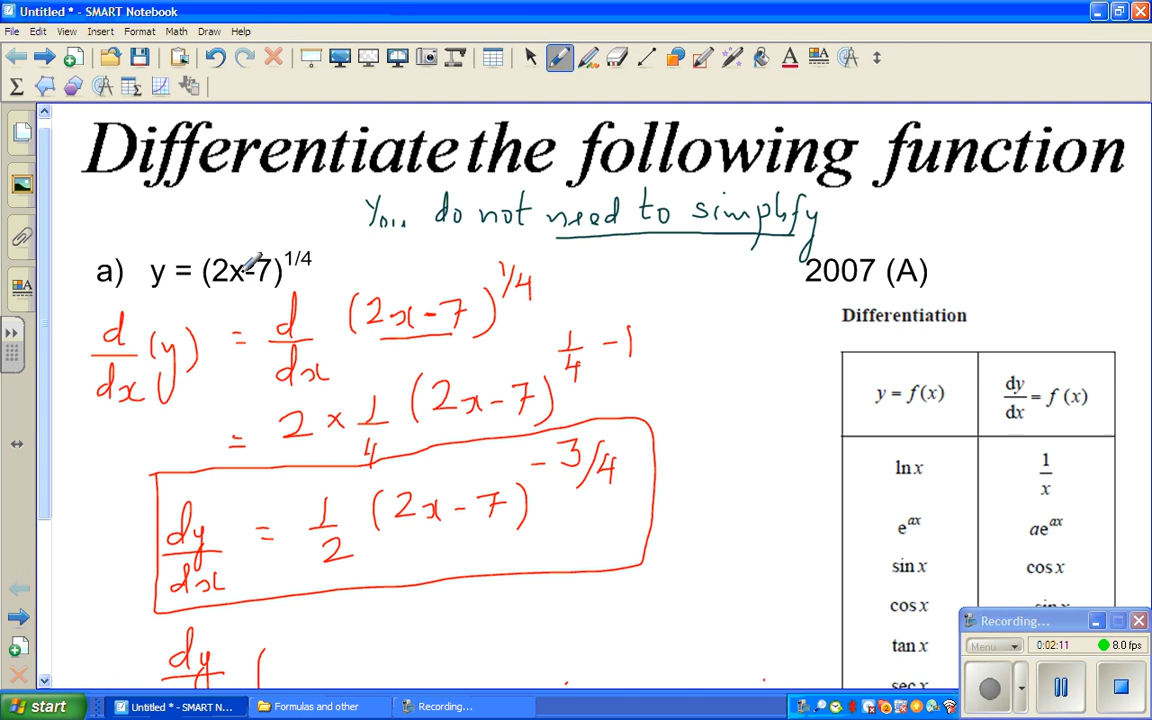 Untitled * - SMART Notebook
File Edit View Insert Format Math Draw Help
Differentiate the following function
You do not need to simplify
a) y = (2x-7)^1/4
2007 (A)
d/dx (y) = d/dx (2x-7)^1/4
= 2 × 1/4 (2x-7)^1/4 -1
dy/dx = 1/2 (2x-7)^-3/4
dy
Differentiation
y = f(x) dy/dx = f (x)
ln x 1/x
e^ax ae^ax
sin x cos x
cos x
tan x
sec x
Recording...
Menu 0:02:11 8.0 fps
start Untitled * - SMART N... Formulas and other Recording...